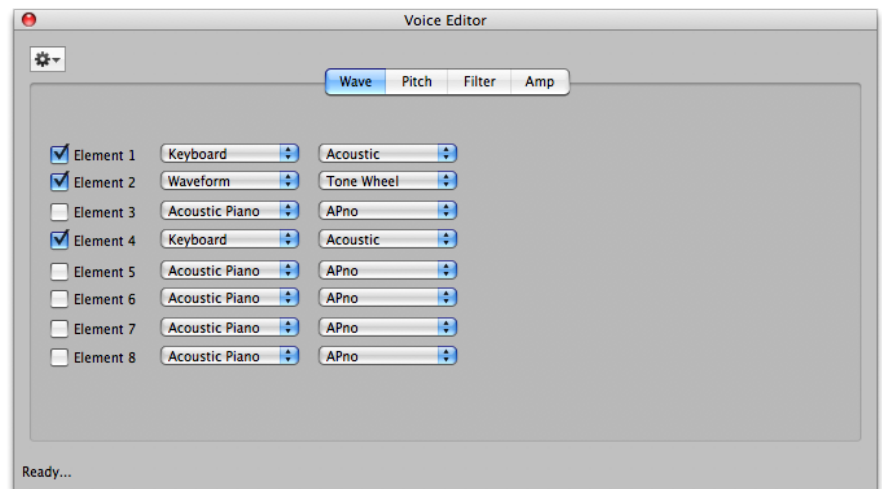 Voice Editor
Wave Pitch Filter Amp
Element 1 Keyboard Acoustic
Element 2 Waveform Tone Wheel
Element 3 Acoustic Piano APno
Element 4 Keyboard Acoustic
Element 5 Acoustic Piano APno
Element 6 Acoustic Piano APno
Element 7 Acoustic Piano APno
Element 8 Acoustic Piano APno
Ready...